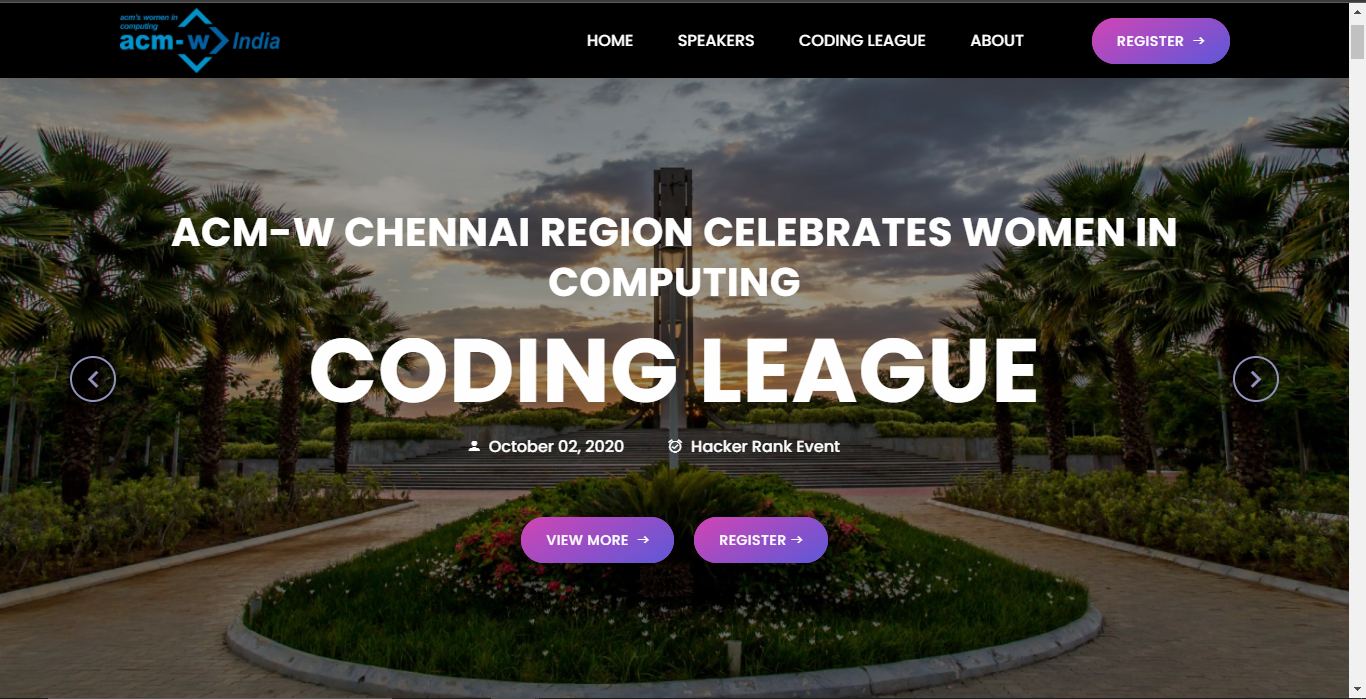 acm's women in
computing
acm-w India
HOME
SPEAKERS
CODING LEAGUE
ABOUT
REGISTER →
ACM-W CHENNAI REGION CELEBRATES WOMEN IN
COMPUTING
CODING LEAGUE
October 02, 2020
Hacker Rank Event
VIEW MORE →
REGISTER →